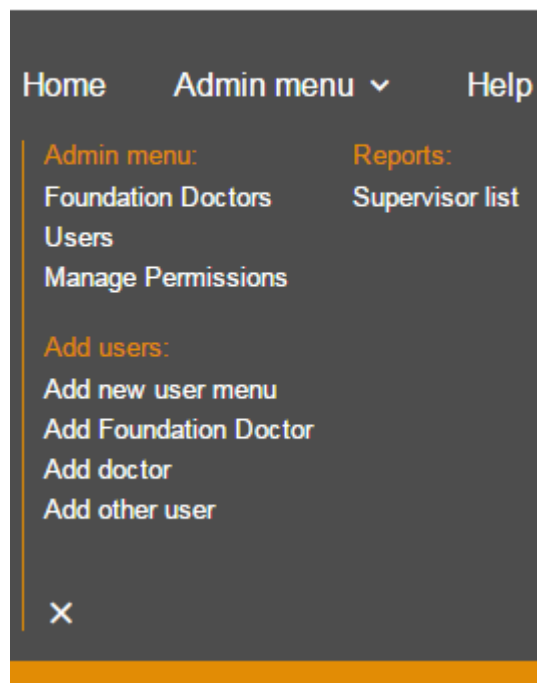 Home Admin menu Help
Admin menu:
Foundation Doctors
Users
Manage Permissions
Add users:
Add new user menu
Add Foundation Doctor
Add doctor
Add other user
Reports:
Supervisor list